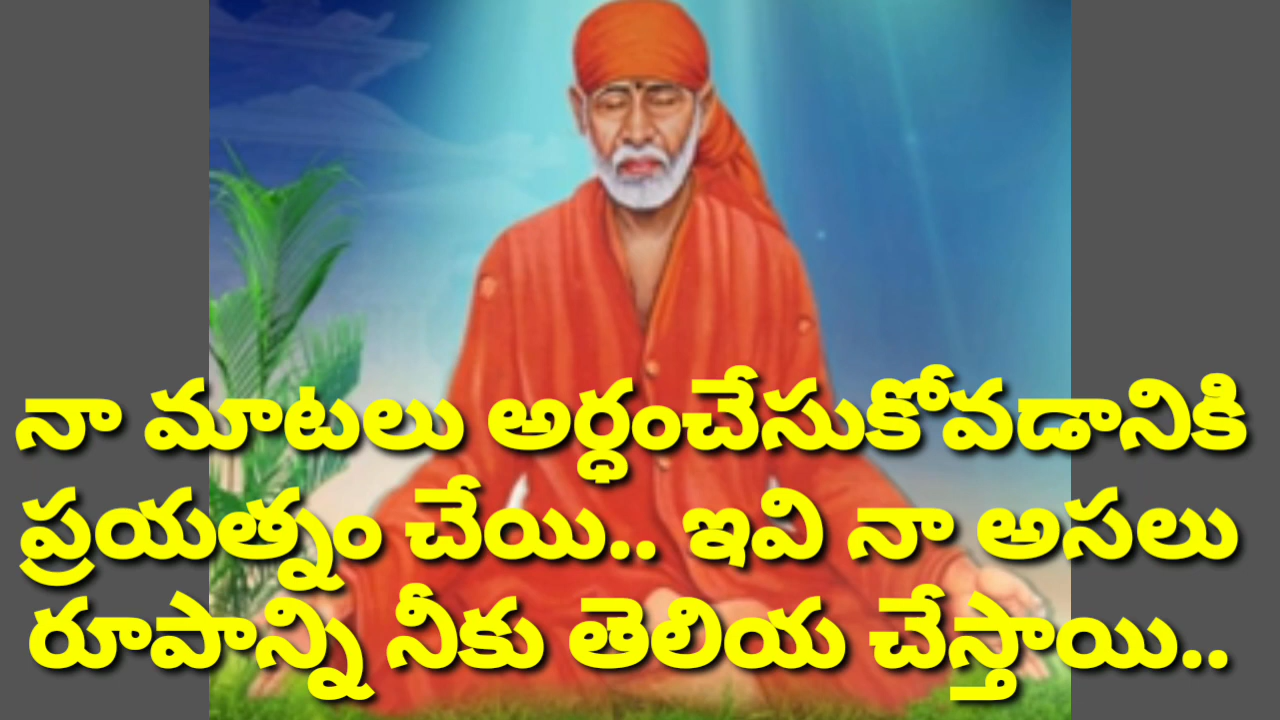 నా మాటలు అర్ధంచేసుకోవడానికి
ప్రయత్నం చేయి.. ఇవి నా అసలు
రూపాన్ని నీకు తెలియ చేస్తాయి..